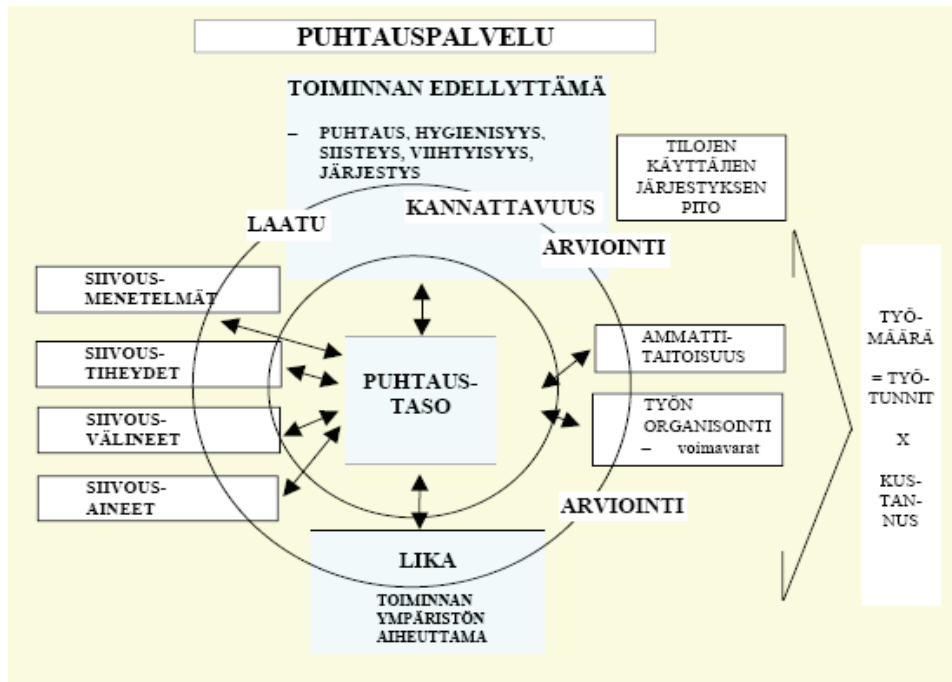 PUHTAUSPALVELU
TOIMINNAN EDELLYTTÄMÄ
– PUHTAUS, HYGIENISYYS,
SIISTEYS, VIIHTYISYYS,
JÄRJESTYS
TILOJEN
KÄYTTÄJIEN
JÄRJESTYKSEN
PITO
LAATU
KANNATTAVUUS
ARVIOINTI
SIIVOUS-
MENETELMÄT
SIIVOUS-
TIHEYDET
SIIVOUS-
VÄLINEET
SIIVOUS-
AINEET
PUHTAUS-
TASO
AMMATTI-
TAITOISUUS
TYÖN
ORGANISOINTI
– voimavarat
ARVIOINTI
LIKA
TOIMINNAN
YMPÄRISTÖN
AIHEUTTAMA
TYÖ-
MÄÄRÄ
= TYÖ-
TUNNIT
X
KUS-
TAN-
NUS